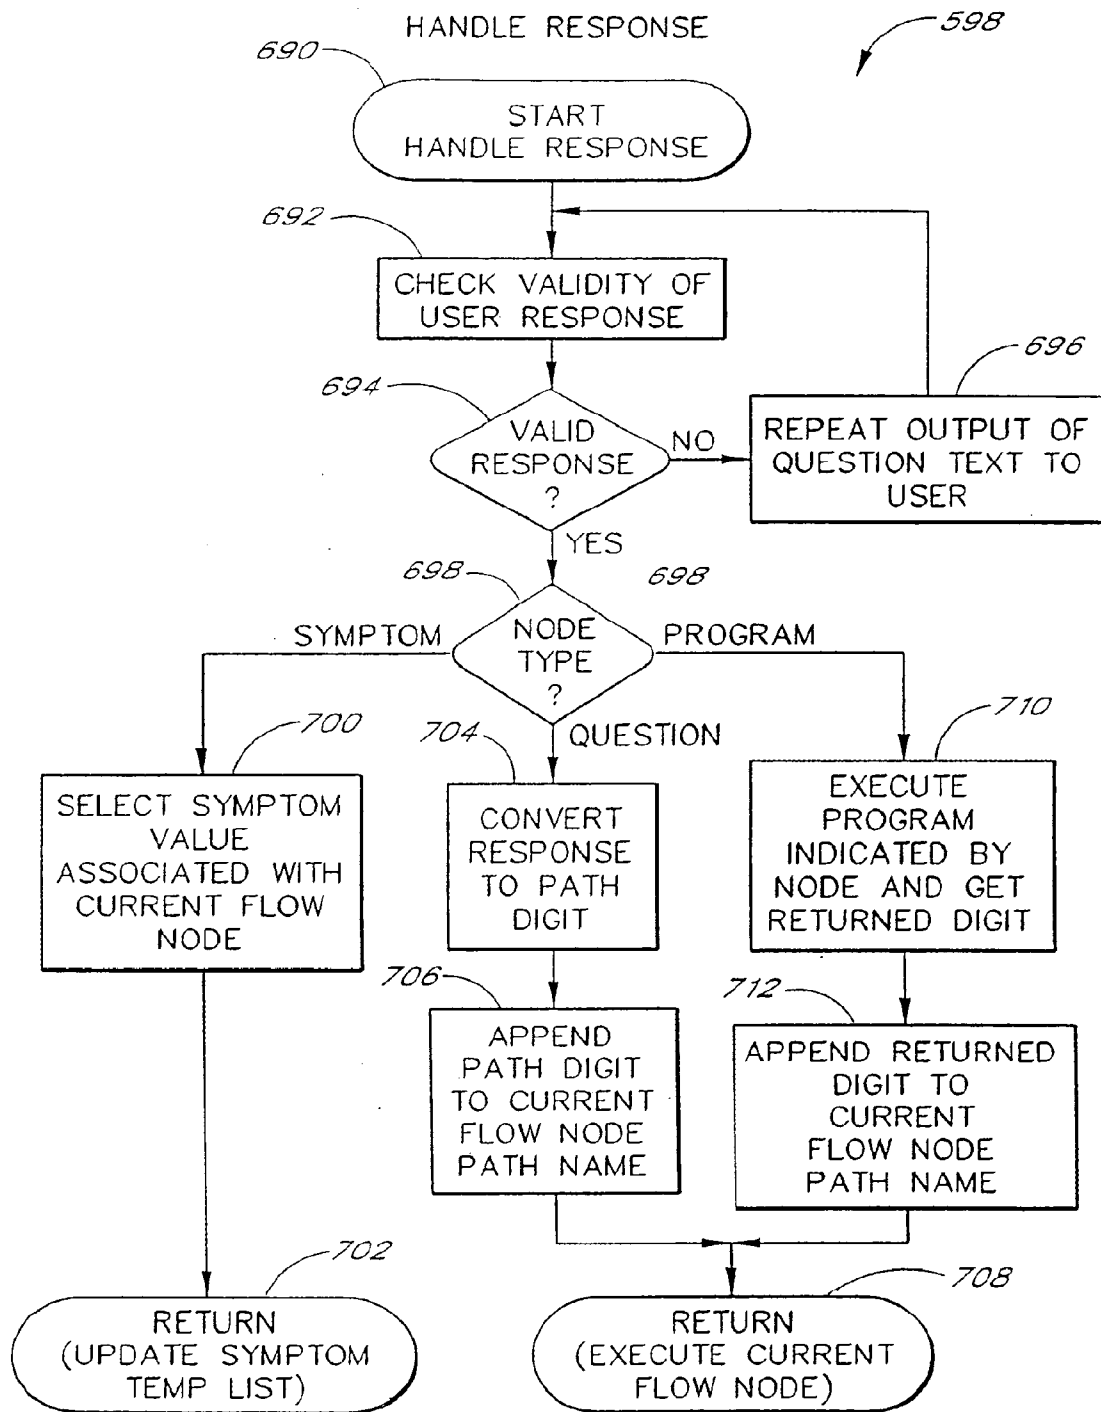 HANDLE RESPONSE
598
690
START
HANDLE RESPONSE
692
CHECK VALIDITY OF
USER RESPONSE
694
VALID
RESPONSE
?
NO
696
REPEAT OUTPUT OF
QUESTION TEXT TO
USER
YES
698
698
SYMPTOM
NODE
TYPE
?
PROGRAM
QUESTION
700
SELECT SYMPTOM
VALUE
ASSOCIATED WITH
CURRENT FLOW
NODE
704
CONVERT
RESPONSE
TO PATH
DIGIT
710
EXECUTE
PROGRAM
INDICATED BY
NODE AND GET
RETURNED DIGIT
706
APPEND
PATH DIGIT
TO CURRENT
FLOW NODE
PATH NAME
712
APPEND RETURNED
DIGIT TO
CURRENT
FLOW NODE
PATH NAME
702
RETURN
(UPDATE SYMPTOM
TEMP LIST)
708
RETURN
(EXECUTE CURRENT
FLOW NODE)